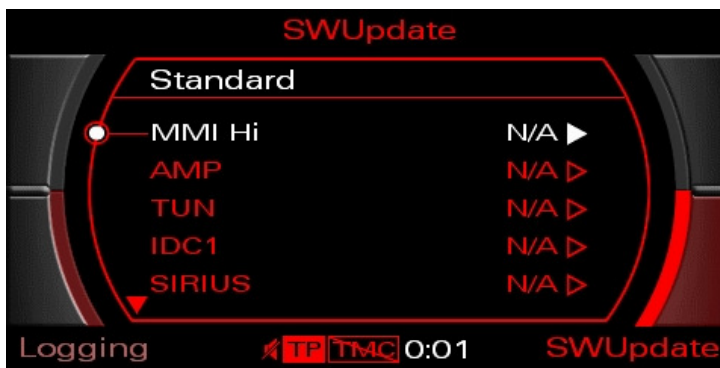 SWUpdate
Standard
MMI Hi N/A
AMP N/A
TUN N/A
IDC1 N/A
SIRIUS N/A
Logging TP TMC 0:01 SWUpdate